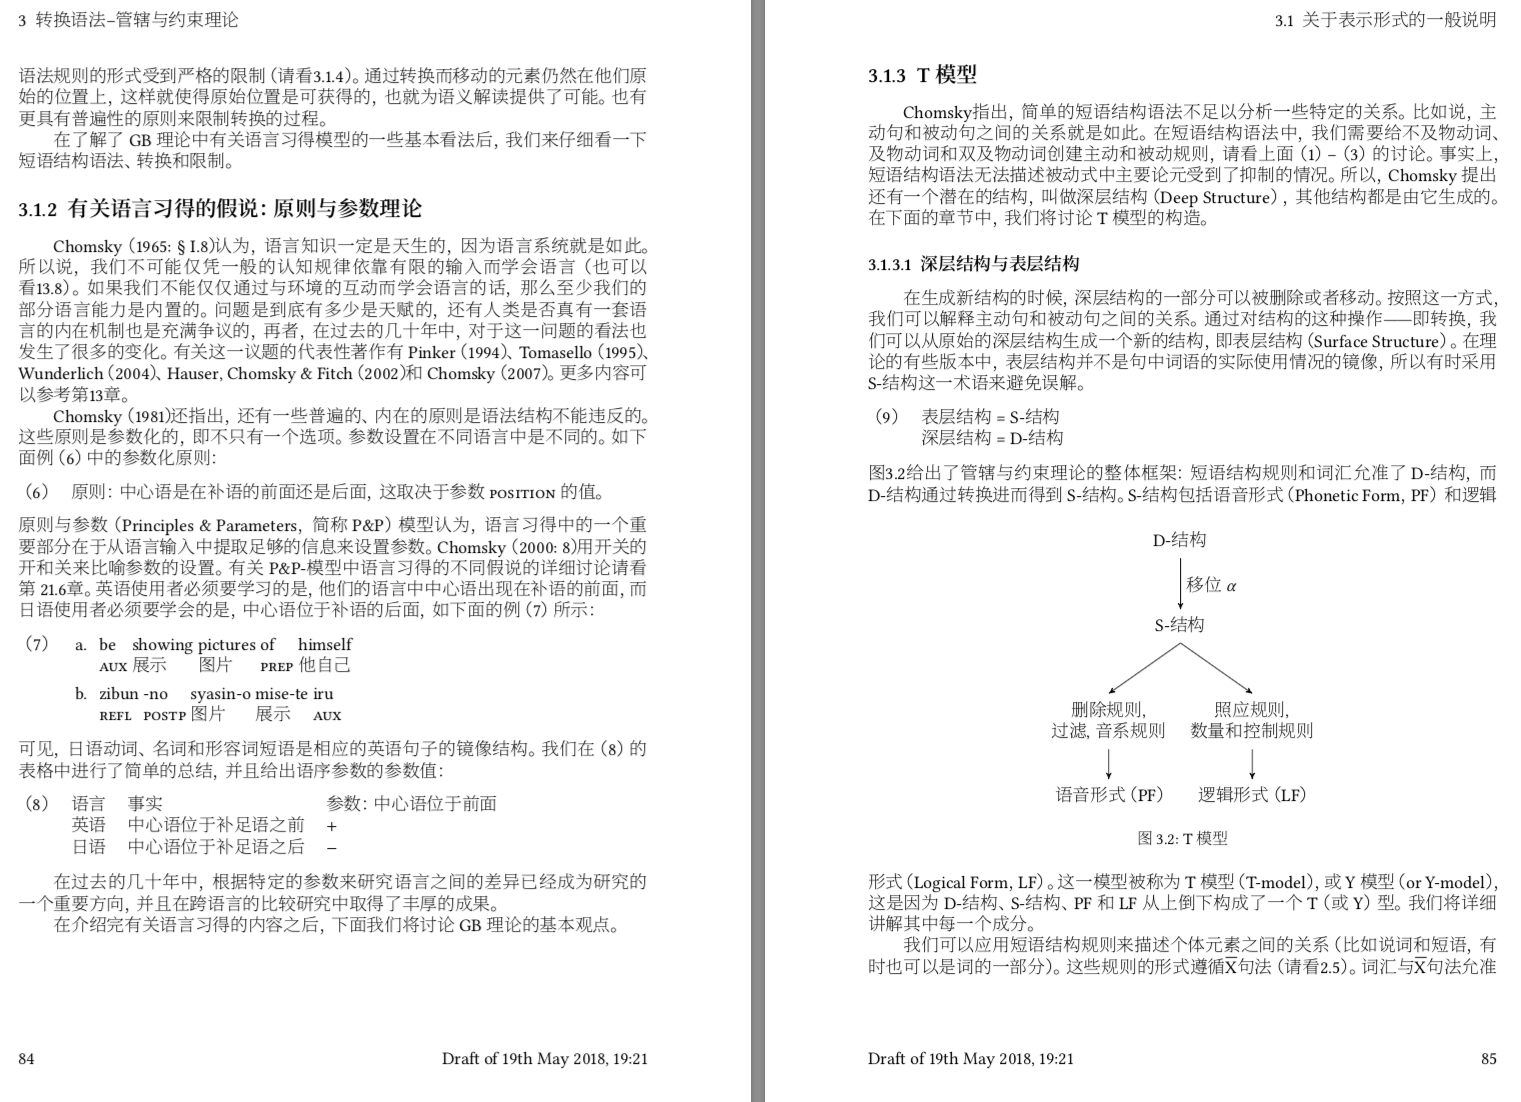 3 转换语法–管辖与约束理论
语法规则的形式受到严格的限制（请看3.1.4）。通过转换而移动的元素仍然在他们原
始的位置上，这样就使得原始位置是可获得的，也就为语义解读提供了可能。也有
更具有普遍性的原则来限制转换的过程。
在了解了 GB 理论中有关语言习得模型的一些基本看法后，我们来仔细看一下
短语结构语法、转换和限制。
3.1.2 有关语言习得的假说：原则与参数理论
Chomsky（1965: § I.8)认为，语言知识一定是天生的，因为语言系统就是如此。
所以说，我们不可能仅凭一般的认知规律依靠有限的输入而学会语言（也可以
看13.8）。如果我们不能仅仅通过与环境的互动而学会语言的话，那么至少我们的
部分语言能力是内置的。问题是到底有多少是天赋的，还有人类是否真有一套语
言的内在机制也是充满争议的，再者，在过去的几十年中，对于这一问题的看法也
发生了很多的变化。有关这一议题的代表性著作有 Pinker（1994）、Tomasello（1995）、
Wunderlich（2004）、Hauser, Chomsky & Fitch（2002)和 Chomsky（2007）。更多内容可
以参考第13章。
Chomsky（1981)还指出，还有一些普遍的、内在的原则是语法结构不能违反的。
这些原则是参数化的，即不只有一个选项。参数设置在不同语言中是不同的。如下
面例（6）中的参数化原则：
（6） 原则：中心语是在补语的前面还是后面，这取决于参数 POSITION 的值。
原则与参数（Principles & Parameters，简称 P&P）模型认为，语言习得中的一个重
要部分在于从语言输入中提取足够的信息来设置参数。Chomsky（2000: 8)用开关的
开和关来比喻参数的设置。有关 P&P-模型中语言习得的不同假说的详细讨论请看
第 21.6章。英语使用者必须要学习的是，他们的语言中中心语出现在补语的前面，而
日语使用者必须要学会的是，中心语位于补语的后面，如下面的例（7）所示：
（7） a. be showing pictures of himself
AUX 展示 图片 PREP 他自己
b. zibun -no syasin-o mise-te iru
REFL POSTP 图片 展示 AUX
可见，日语动词、名词和形容词短语是相应的英语句子的镜像结构。我们在（8）的
表格中进行了简单的总结，并且给出语序参数的参数值：
（8） 语言 事实 参数：中心语位于前面
英语 中心语位于补足语之前 +
日语 中心语位于补足语之后 –
在过去的几十年中，根据特定的参数来研究语言之间的差异已经成为研究的
一个重要方向，并且在跨语言的比较研究中取得了丰厚的成果。
在介绍完有关语言习得的内容之后，下面我们将讨论 GB 理论的基本观点。
84 Draft of 19th May 2018, 19:21
3.1 关于表示形式的一般说明
3.1.3 T 模型
Chomsky指出，简单的短语结构语法不足以分析一些特定的关系。比如说，主
动句和被动句之间的关系就是如此。在短语结构语法中，我们需要给不及物动词、
及物动词和双及物动词创建主动和被动规则，请看上面（1）–（3）的讨论。事实上，
短语结构语法无法描述被动式中主要论元受到了抑制的情况。所以，Chomsky 提出
还有一个潜在的结构，叫做深层结构（Deep Structure），其他结构都是由它生成的。
在下面的章节中，我们将讨论 T 模型的构造。
3.1.3.1 深层结构与表层结构
在生成新结构的时候，深层结构的一部分可以被删除或者移动。按照这一方式，
我们可以解释主动句和被动句之间的关系。通过对结构的这种操作——即转换，我
们可以从原始的深层结构生成一个新的结构，即表层结构（Surface Structure）。在理
论的有些版本中，表层结构并不是句中词语的实际使用情况的镜像，所以有时采用
S-结构这一术语来避免误解。
（9） 表层结构 = S-结构
深层结构 = D-结构
图3.2给出了管辖与约束理论的整体框架：短语结构规则和词汇允准了 D-结构，而
D-结构通过转换进而得到 S-结构。S-结构包括语音形式（Phonetic Form, PF）和逻辑
D-结构
移位 α
S-结构
删除规则， 照应规则，
过滤，音系规则 数量和控制规则
语音形式（PF） 逻辑形式（LF）
图 3.2: T 模型
形式（Logical Form, LF）。这一模型被称为 T 模型（T-model），或 Y 模型（or Y-model），
这是因为 D-结构、S-结构、PF 和 LF 从上倒下构成了一个 T（或 Y）型。我们将详细
讲解其中每一个成分。
我们可以应用短语结构规则来描述个体元素之间的关系（比如说词和短语，有
时也可以是词的一部分）。这些规则的形式遵循X̅句法（请看2.5）。词汇与X̅句法允准
Draft of 19th May 2018, 19:21 85